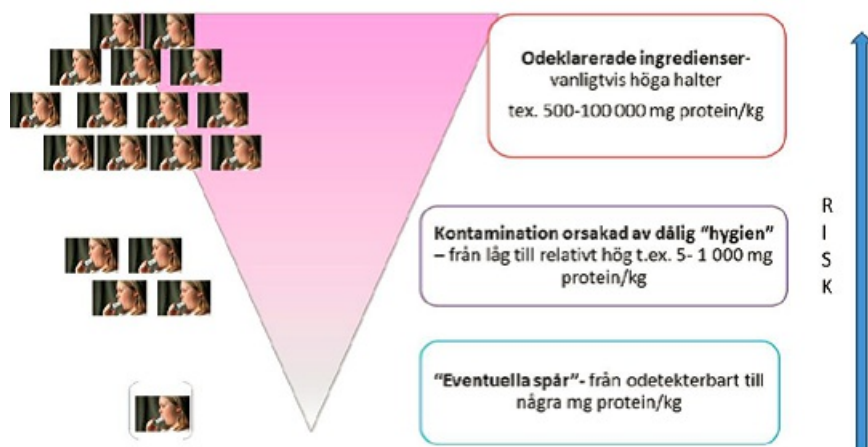 Odeklarerade ingredienser-
vanligtvis höga halter
tex. 500-100 000 mg protein/kg
Kontamination orsakad av dålig "hygien"
– från låg till relativt hög t.ex. 5- 1 000 mg
protein/kg
"Eventuella spår"- från odetekterbart till
några mg protein/kg
R
I
S
K